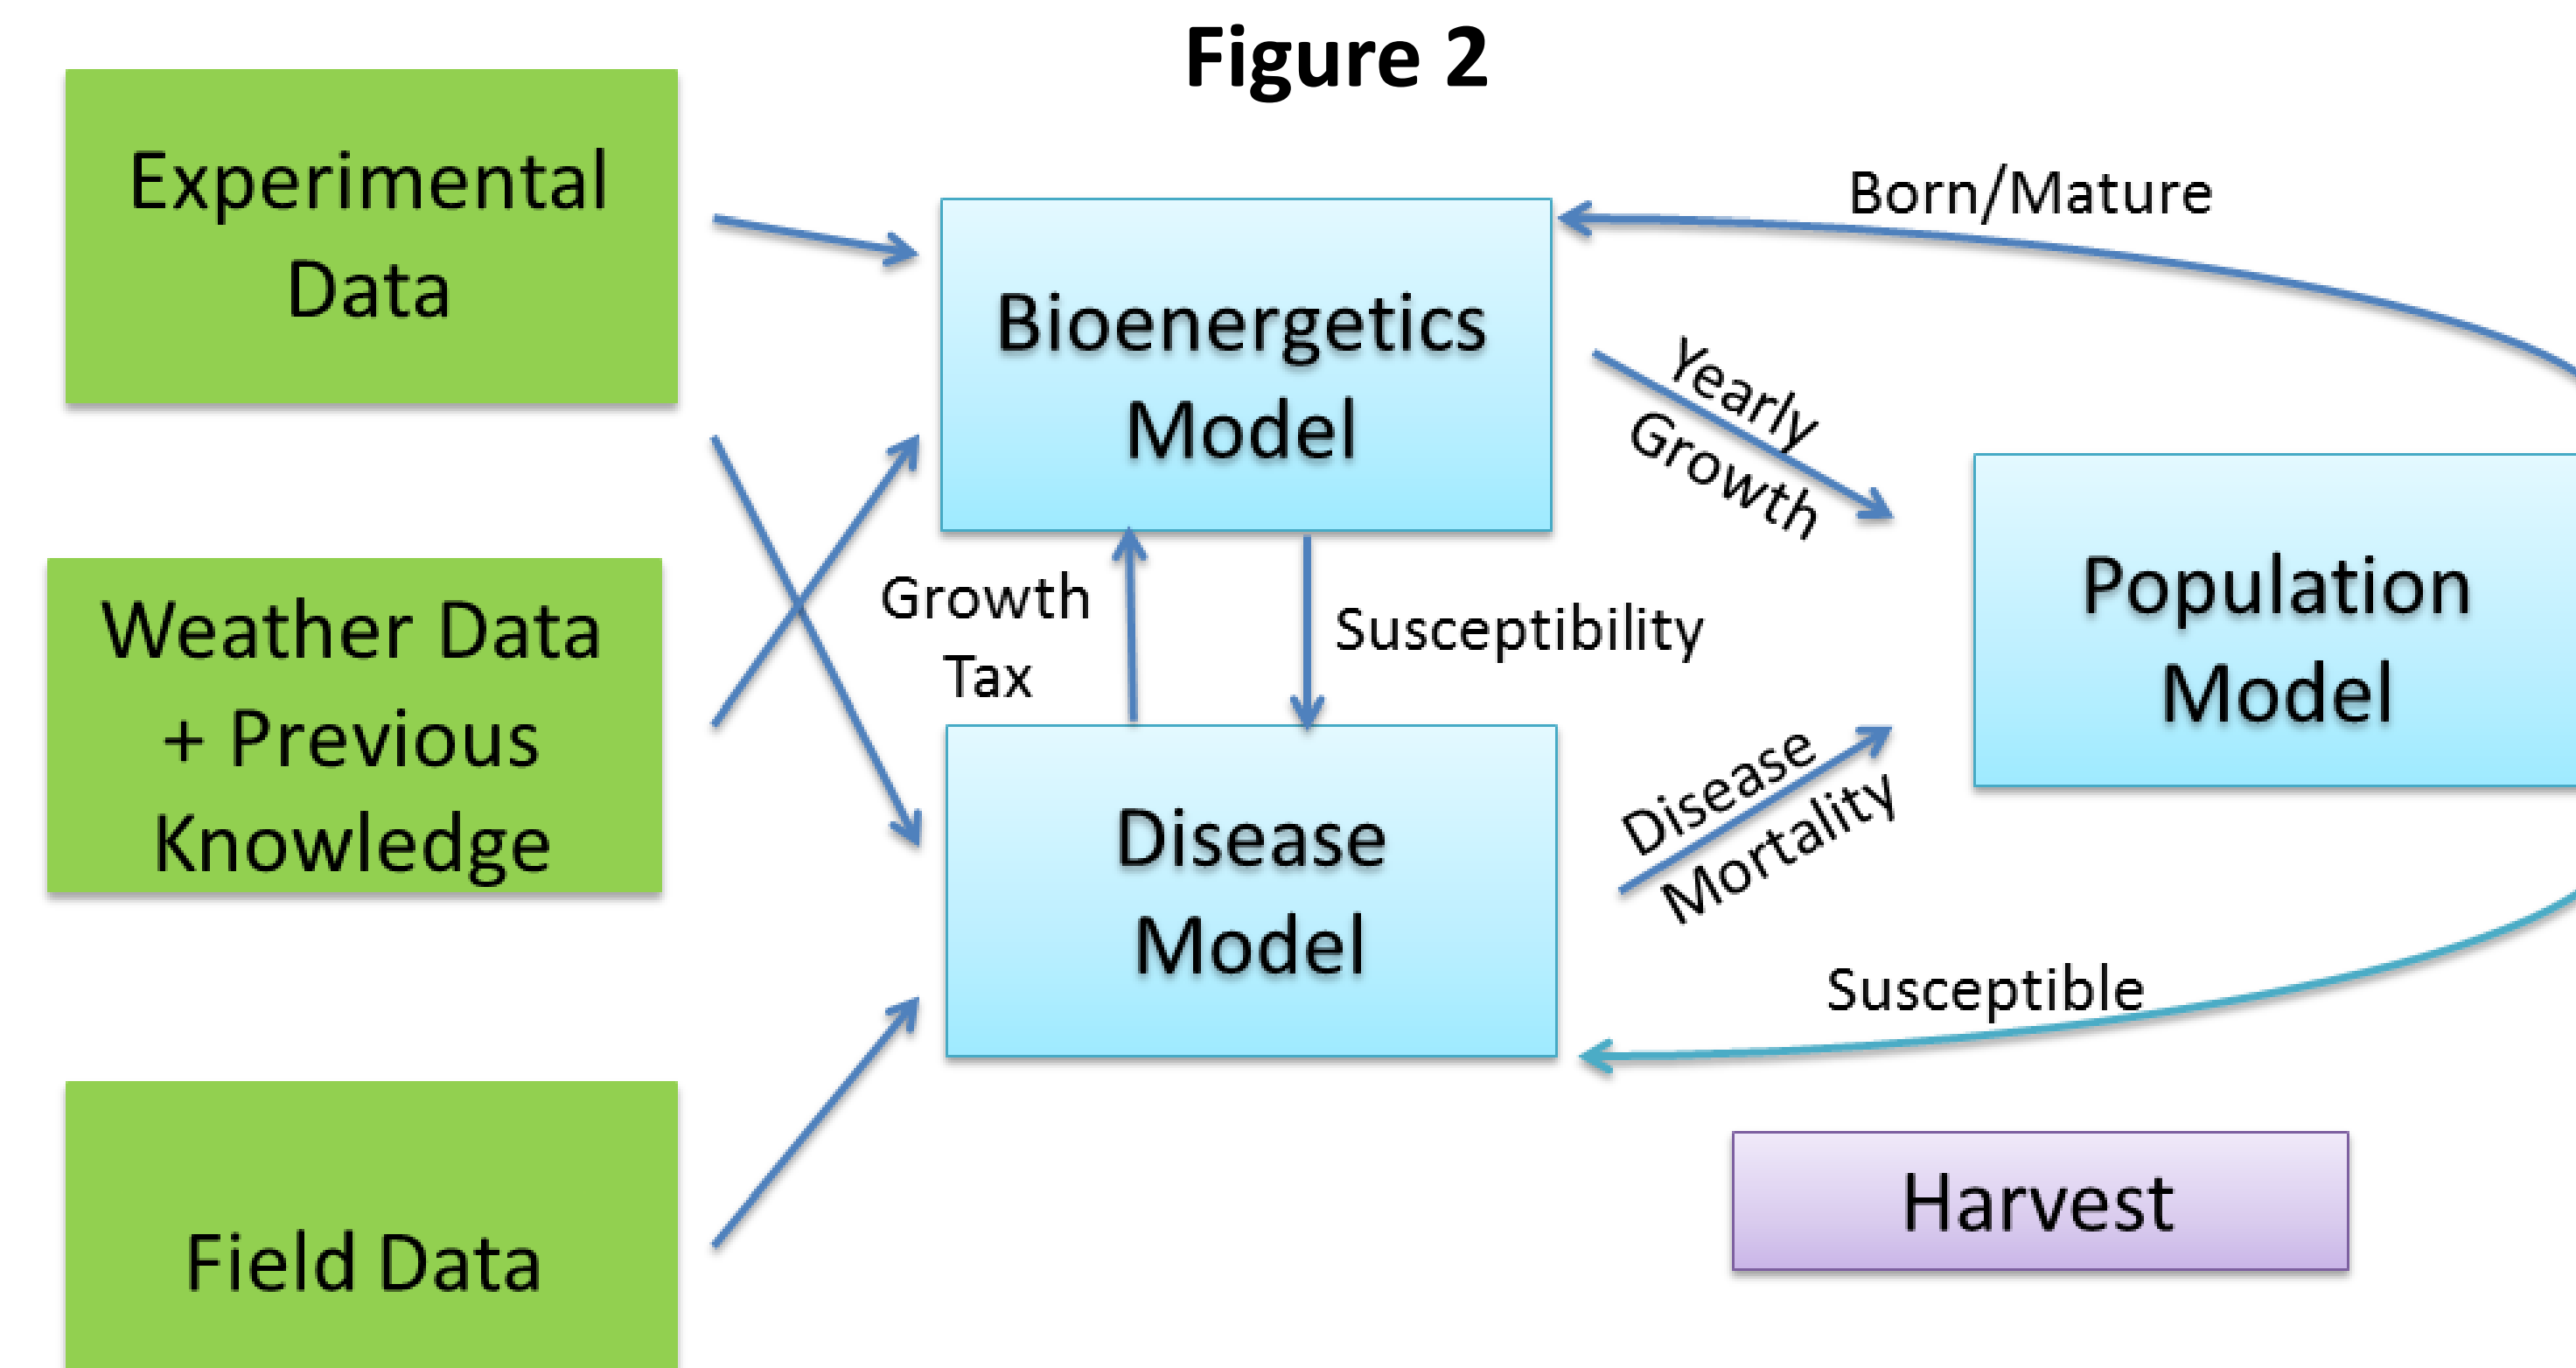 Figure 2
Experimental
Data
Weather Data
+ Previous
Knowledge
Field Data
Bioenergetics
Model
Growth
Tax
Susceptibility
Disease
Model
Born/Mature
Yearly
Growth
Population
Model
Disease
Mortality
Susceptible
Harvest